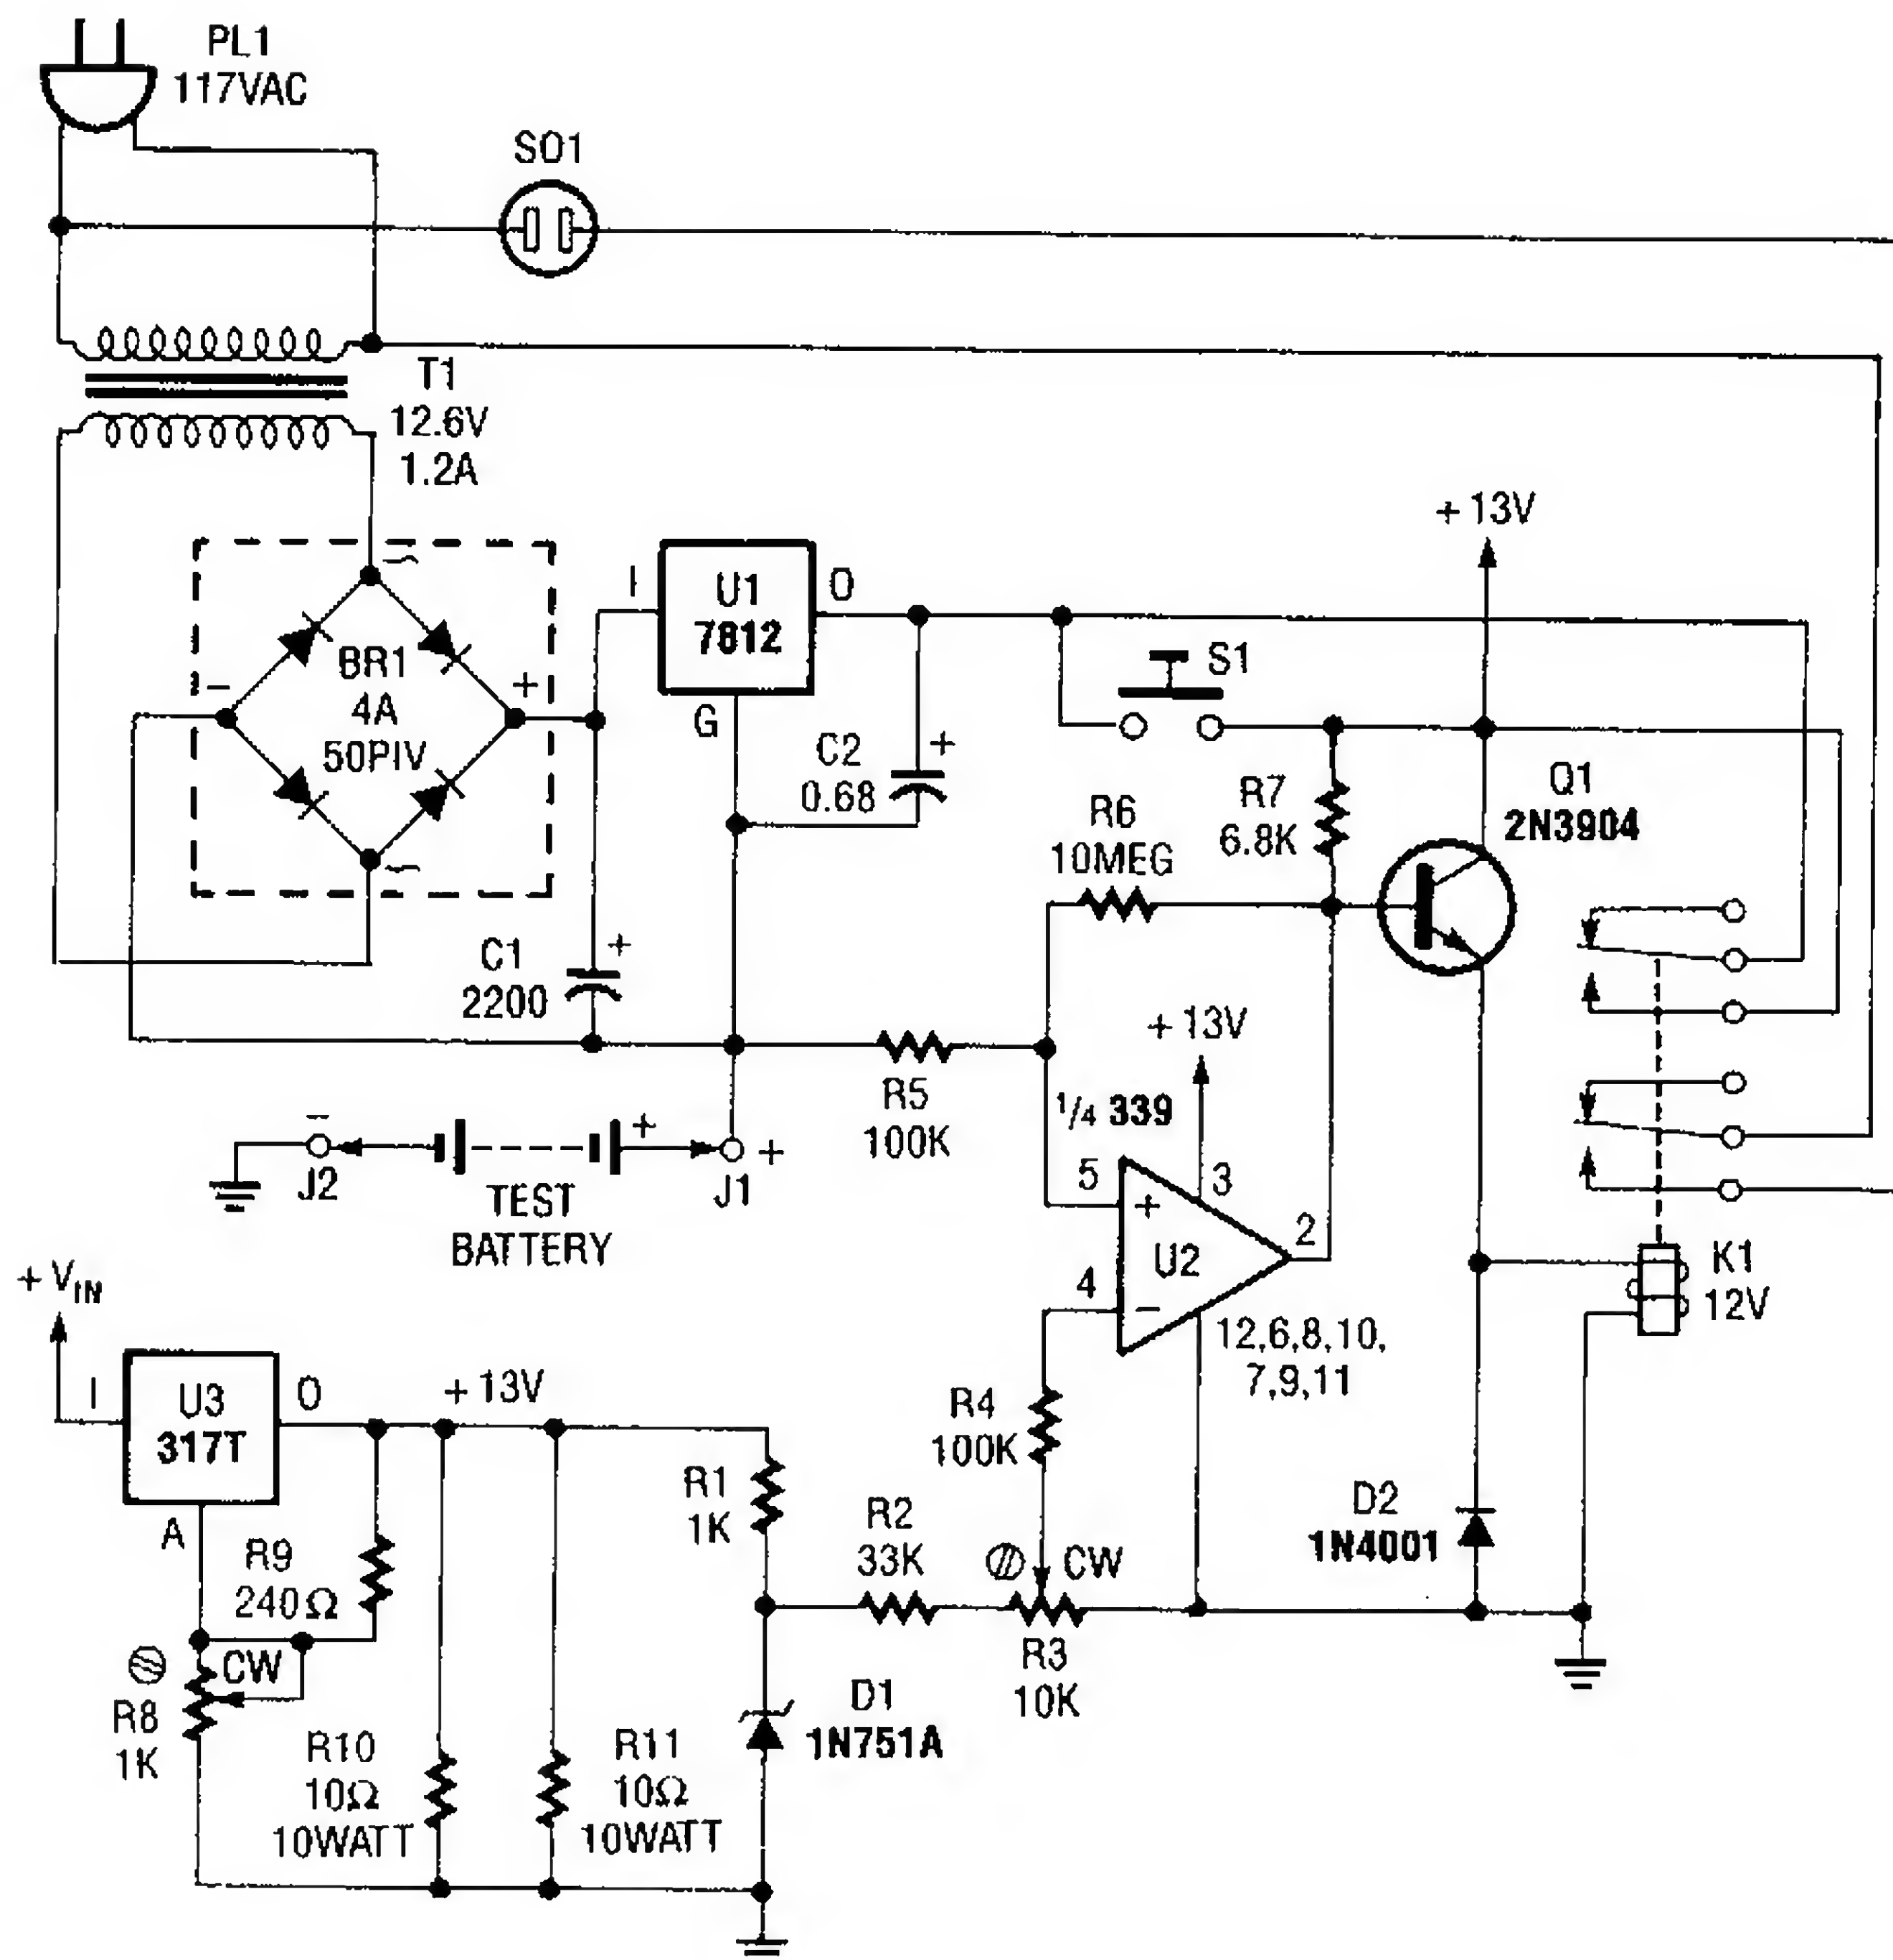 PL1
117VAC
SO1
T1
12.6V
1.2A
+ 13V
I
U1
7812
O
G
BR1
4A
50PIV
−
+
S1
C2
0.68
+
R7
6.8K
Q1
2N3904
R6
10MEG
C1
2200
+
R5
100K
+ 13V
1/4 339
−
J2
+
TEST
BATTERY
J1
+
5
+
3
U2
2
4
−
12,6,8,10,
7,9,11
K1
12V
+ VIN
I
U3
317T
O
A
+ 13V
R4
100K
R1
1K
R9
240Ω
R2
33K
CW
D2
1N4001
CW
R8
1K
R3
10K
D1
1N751A
R10
10Ω
10WATT
R11
10Ω
10WATT